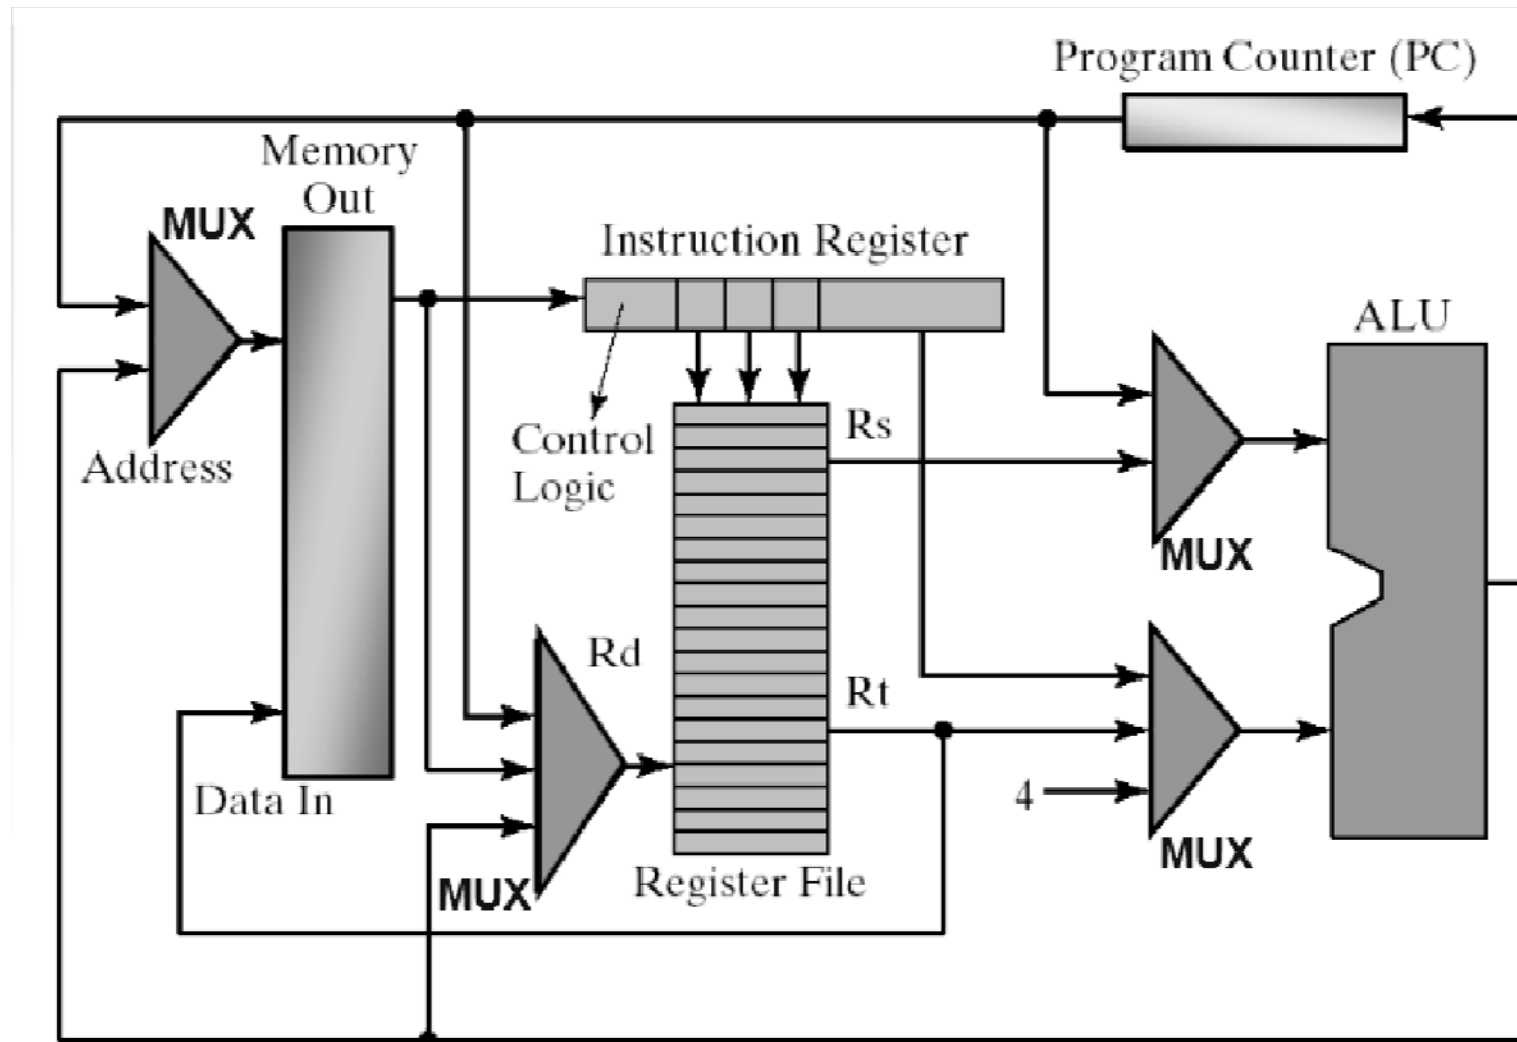 Program Counter (PC)
Memory
Out
MUX
Instruction Register
ALU
Address
Control
Logic
Rs
MUX
Rd
Rt
Data In
4
MUX
Register File
MUX